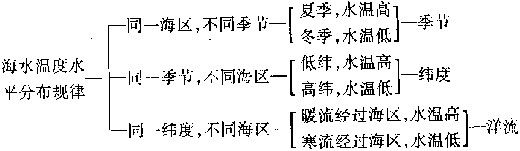 海水温度水平分布规律
同一海区,不同季节
夏季,水温高
冬季,水温低
季节
同一季节,不同海区
低纬,水温高
高纬,水温低
纬度
同一纬度,不同海区
暖流经过海区,水温高
寒流经过海区,水温低
洋流